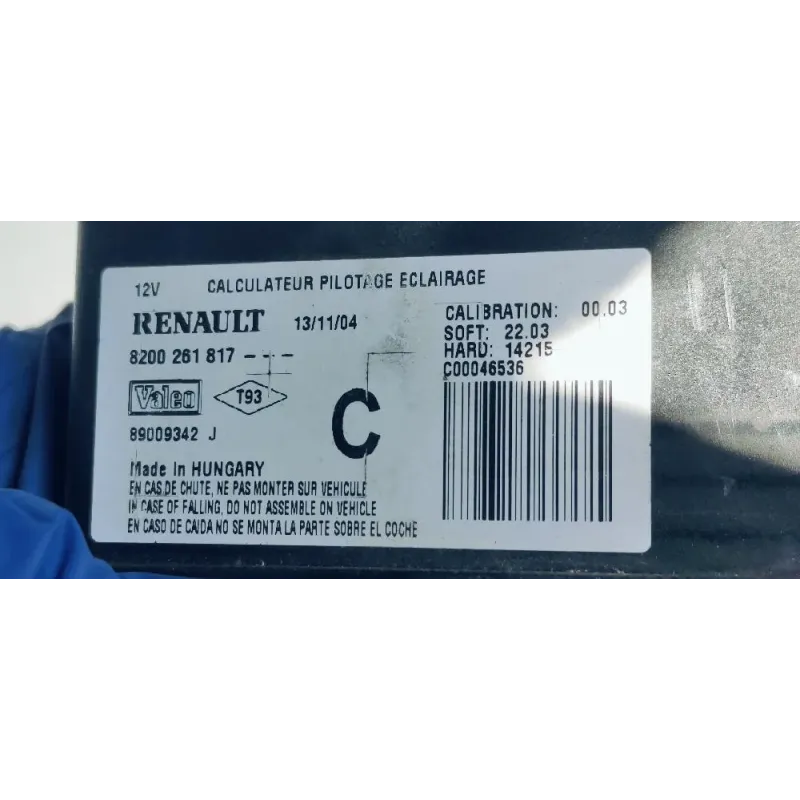 12V CALCULATEUR PILOTAGE ECLAIRAGE
RENAULT 13/11/04
8200 261 817 - - -
Valeo T93
89009342 J
C
CALIBRATION: 00.03
SOFT: 22.03
HARD: 14215
C00046536
Made In HUNGARY
EN CAS DE CHUTE, NE PAS MONTER SUR VEHICULE
IN CASE OF FALLING, DO NOT ASSEMBLE ON VEHICLE
EN CASO DE CAIDA NO SE MONTA LA PARTE SOBRE EL COCHE